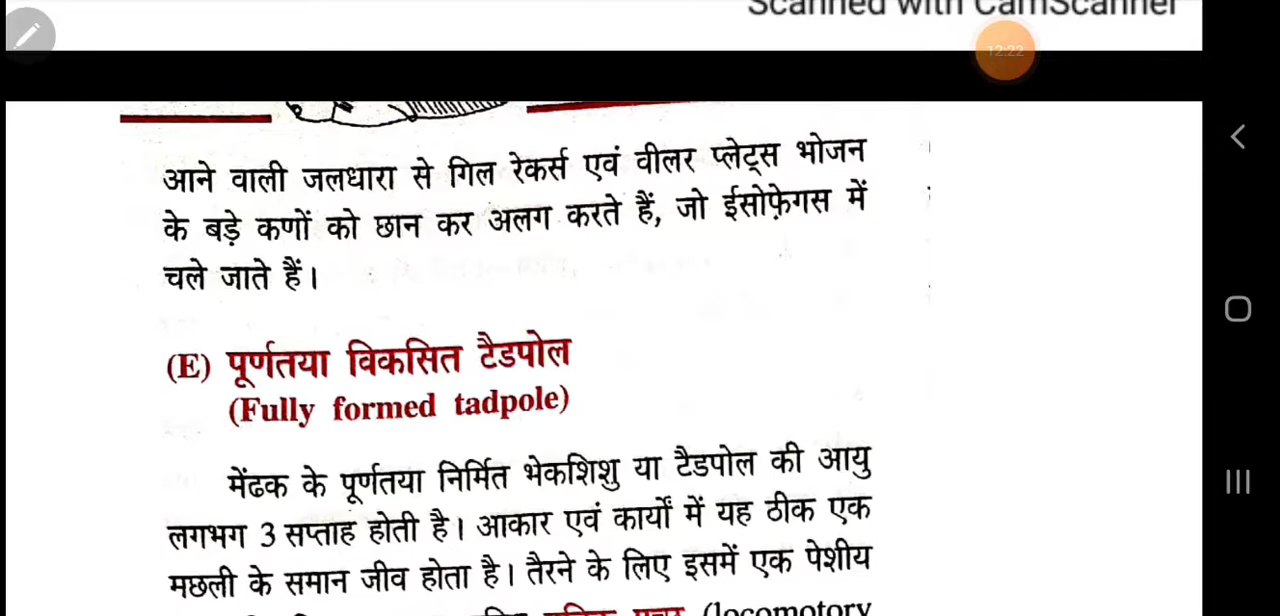 Scanned with CamScanner
12:22
आने वाली जलधारा से गिल रेकर्स एवं वीलर प्लेट्स भोजन
के बड़े कणों को छान कर अलग करते हैं, जो ईसोफ़ेगस में
चले जाते हैं।
(E) पूर्णतया विकसित टैडपोल
(Fully formed tadpole)
मेंढक के पूर्णतया निर्मित भेकशिशु या टैडपोल की आयु
लगभग 3 सप्ताह होती है। आकार एवं कार्यों में यह ठीक एक
मछली के समान जीव होता है। तैरने के लिए इसमें एक पेशीय
(locomotory